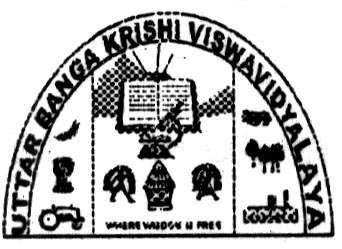 UTTAR BANGA KRISHI VISWAVIDYALAYA
WHERE WISDOM IS FREE